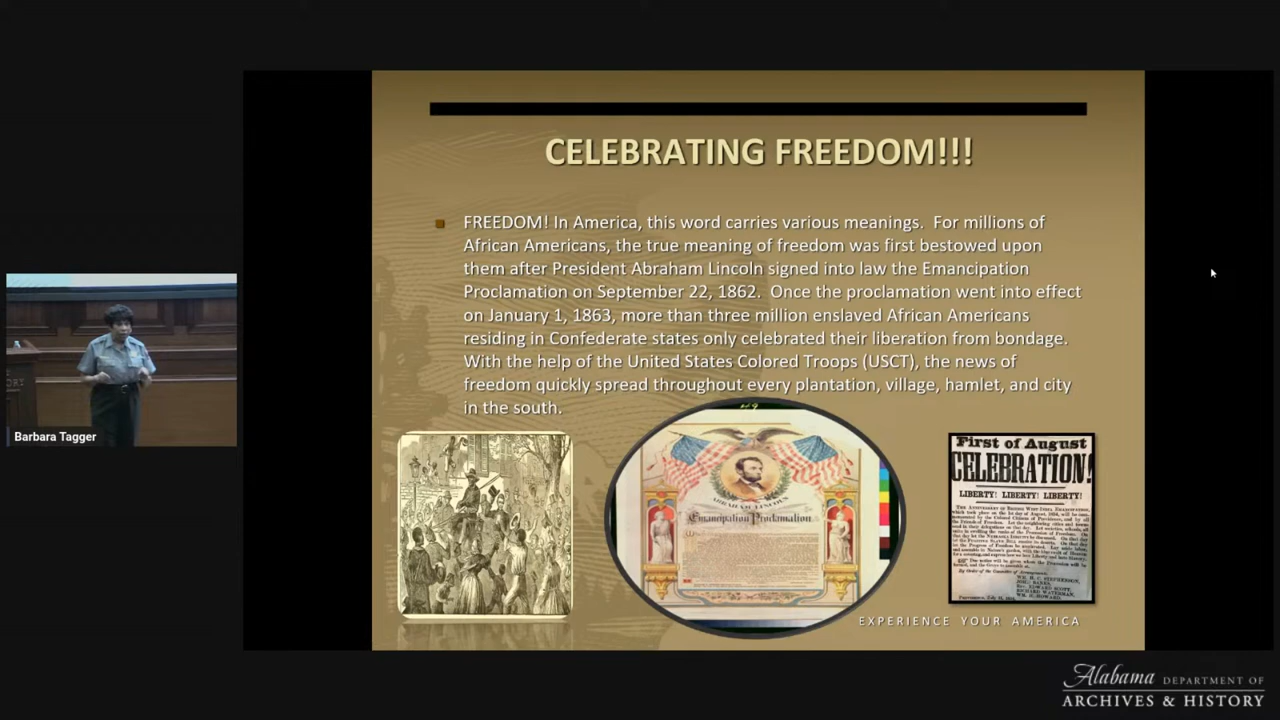 CELEBRATING FREEDOM!!!
FREEDOM! In America, this word carries various meanings. For millions of
African Americans, the true meaning of freedom was first bestowed upon
them after President Abraham Lincoln signed into law the Emancipation
Proclamation on September 22, 1862. Once the proclamation went into effect
on January 1, 1863, more than three million enslaved African Americans
residing in Confederate states only celebrated their liberation from bondage.
With the help of the United States Colored Troops (USCT), the news of
freedom quickly spread throughout every plantation, village, hamlet, and city
in the south.
Barbara Tagger
ABRAHAM LINCOLN'S
Emancipation Proclamation
First of August
CELEBRATION!
LIBERTY! LIBERTY! LIBERTY!
EXPERIENCE YOUR AMERICA
Alabama DEPARTMENT OF
ARCHIVES & HISTORY